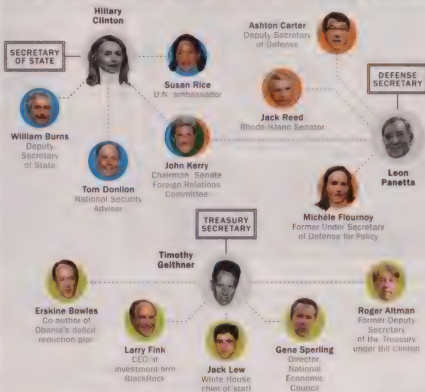 Hillary
Clinton
SECRETARY
OF STATE
Susan Rice
U.N. ambassador
William Burns
Deputy
Secretary
of State
Tom Donilon
National Security
Adviser
John Kerry
Chairman Senate
Foreign Relations
Committee
Ashton Carter
Deputy Secretary
of Defense
DEFENSE
SECRETARY
Jack Reed
Rhode Island Senator
Leon
Panetta
Michèle Flournoy
Former Under Secretary
of Defense for Policy
TREASURY
SECRETARY
Timothy
Geithner
Erskine Bowles
Co-author of
Obama's deficit
reduction plan
Larry Fink
CEO at
investment firm
BlackRock
Jack Lew
White House
chief of staff
Gene Sperling
Director,
National
Economic
Council
Roger Altman
Former Deputy
Secretary
of the Treasury
under Bill Clinton